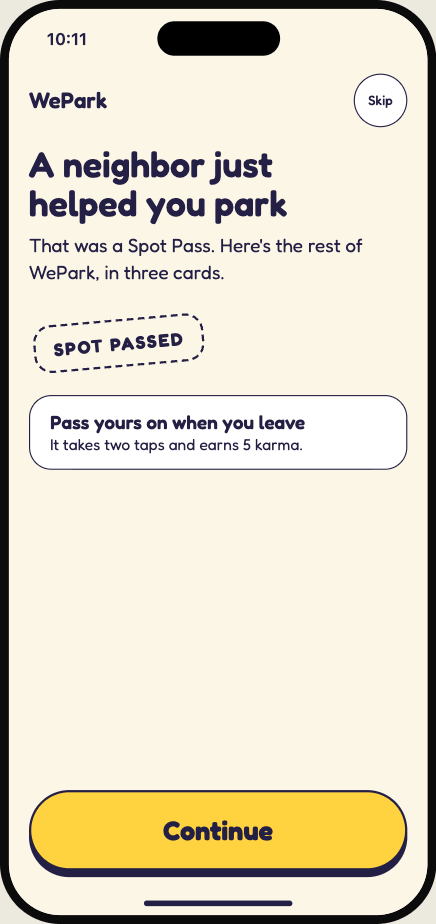 10:11
WePark
Skip
A neighbor just
helped you park
That was a Spot Pass. Here's the rest of
WePark, in three cards.
SPOT PASSED
Pass yours on when you leave
It takes two taps and earns 5 karma.
Continue